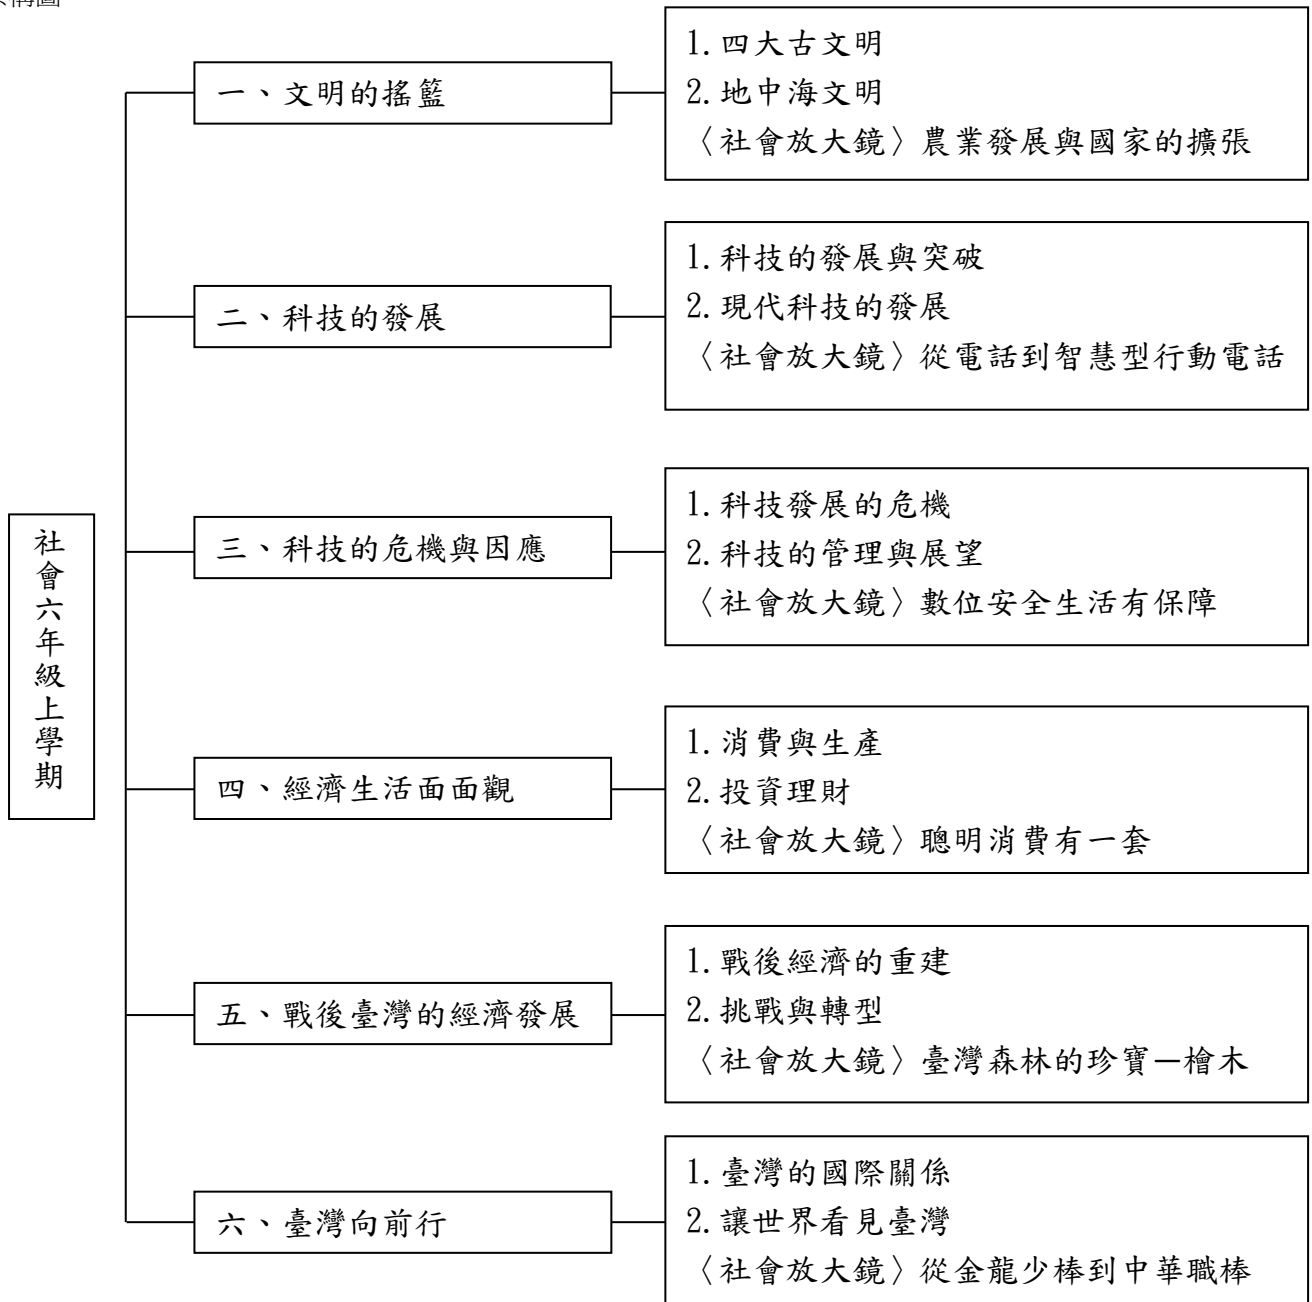 社會六年級上學期
一、文明的搖籃
1.四大古文明
2.地中海文明
〈社會放大鏡〉農業發展與國家的擴張
二、科技的發展
1.科技的發展與突破
2.現代科技的發展
〈社會放大鏡〉從電話到智慧型行動電話
三、科技的危機與因應
1.科技發展的危機
2.科技的管理與展望
〈社會放大鏡〉數位安全生活有保障
四、經濟生活面面觀
1.消費與生產
2.投資理財
〈社會放大鏡〉聰明消費有一套
五、戰後臺灣的經濟發展
1.戰後經濟的重建
2.挑戰與轉型
〈社會放大鏡〉臺灣森林的珍寶—檜木
六、臺灣向前行
1.臺灣的國際關係
2.讓世界看見臺灣
〈社會放大鏡〉從金龍少棒到中華職棒